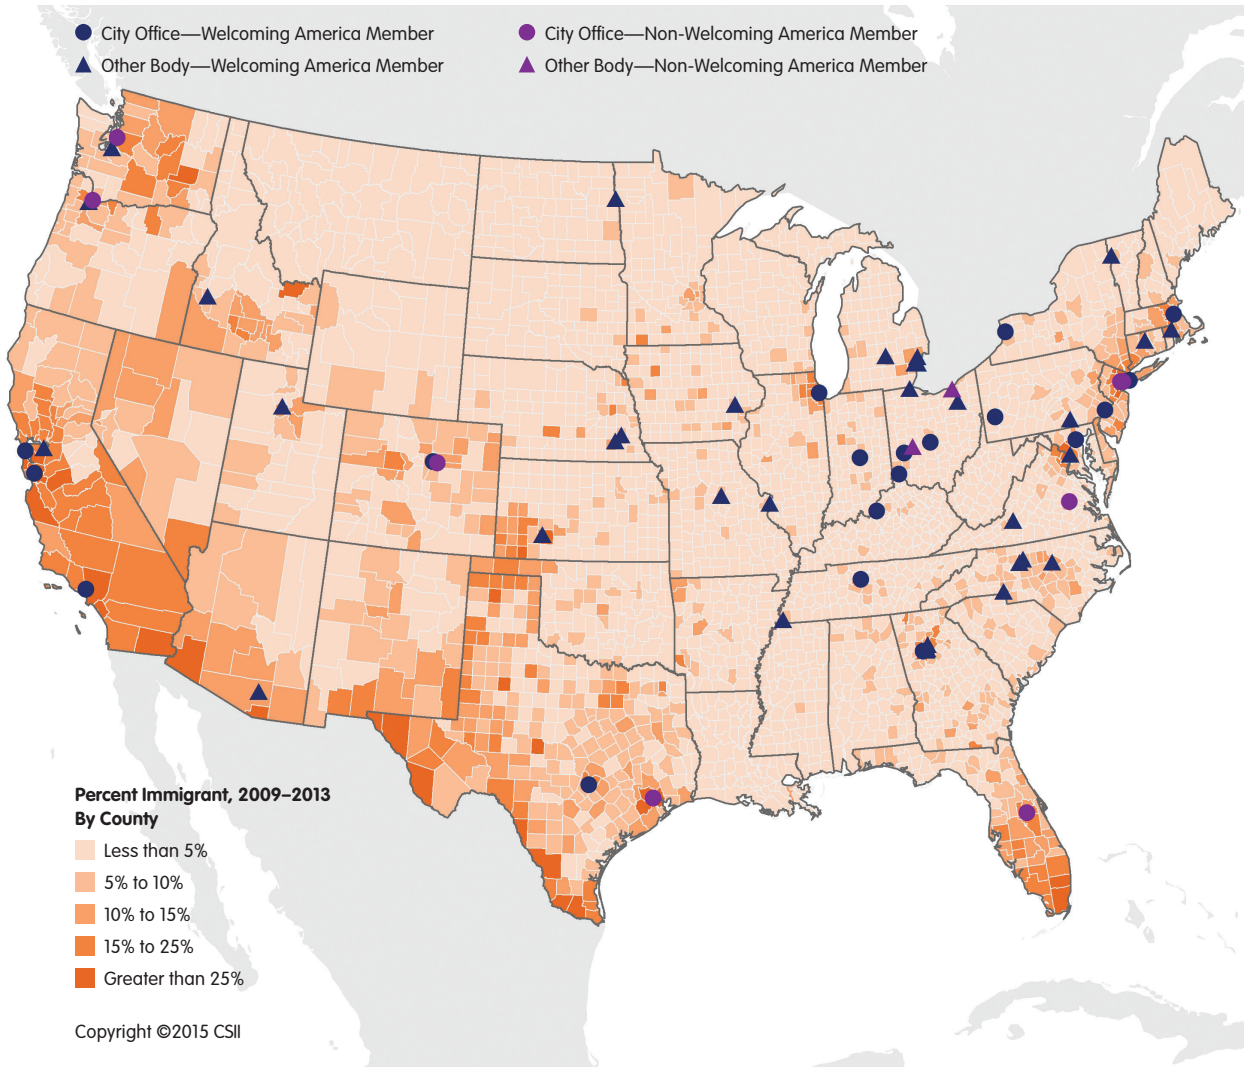 City Office—Welcoming America Member
City Office—Non-Welcoming America Member
Other Body—Welcoming America Member
Other Body—Non-Welcoming America Member
Percent Immigrant, 2009–2013
By County
Less than 5%
5% to 10%
10% to 15%
15% to 25%
Greater than 25%
Copyright ©2015 CSII